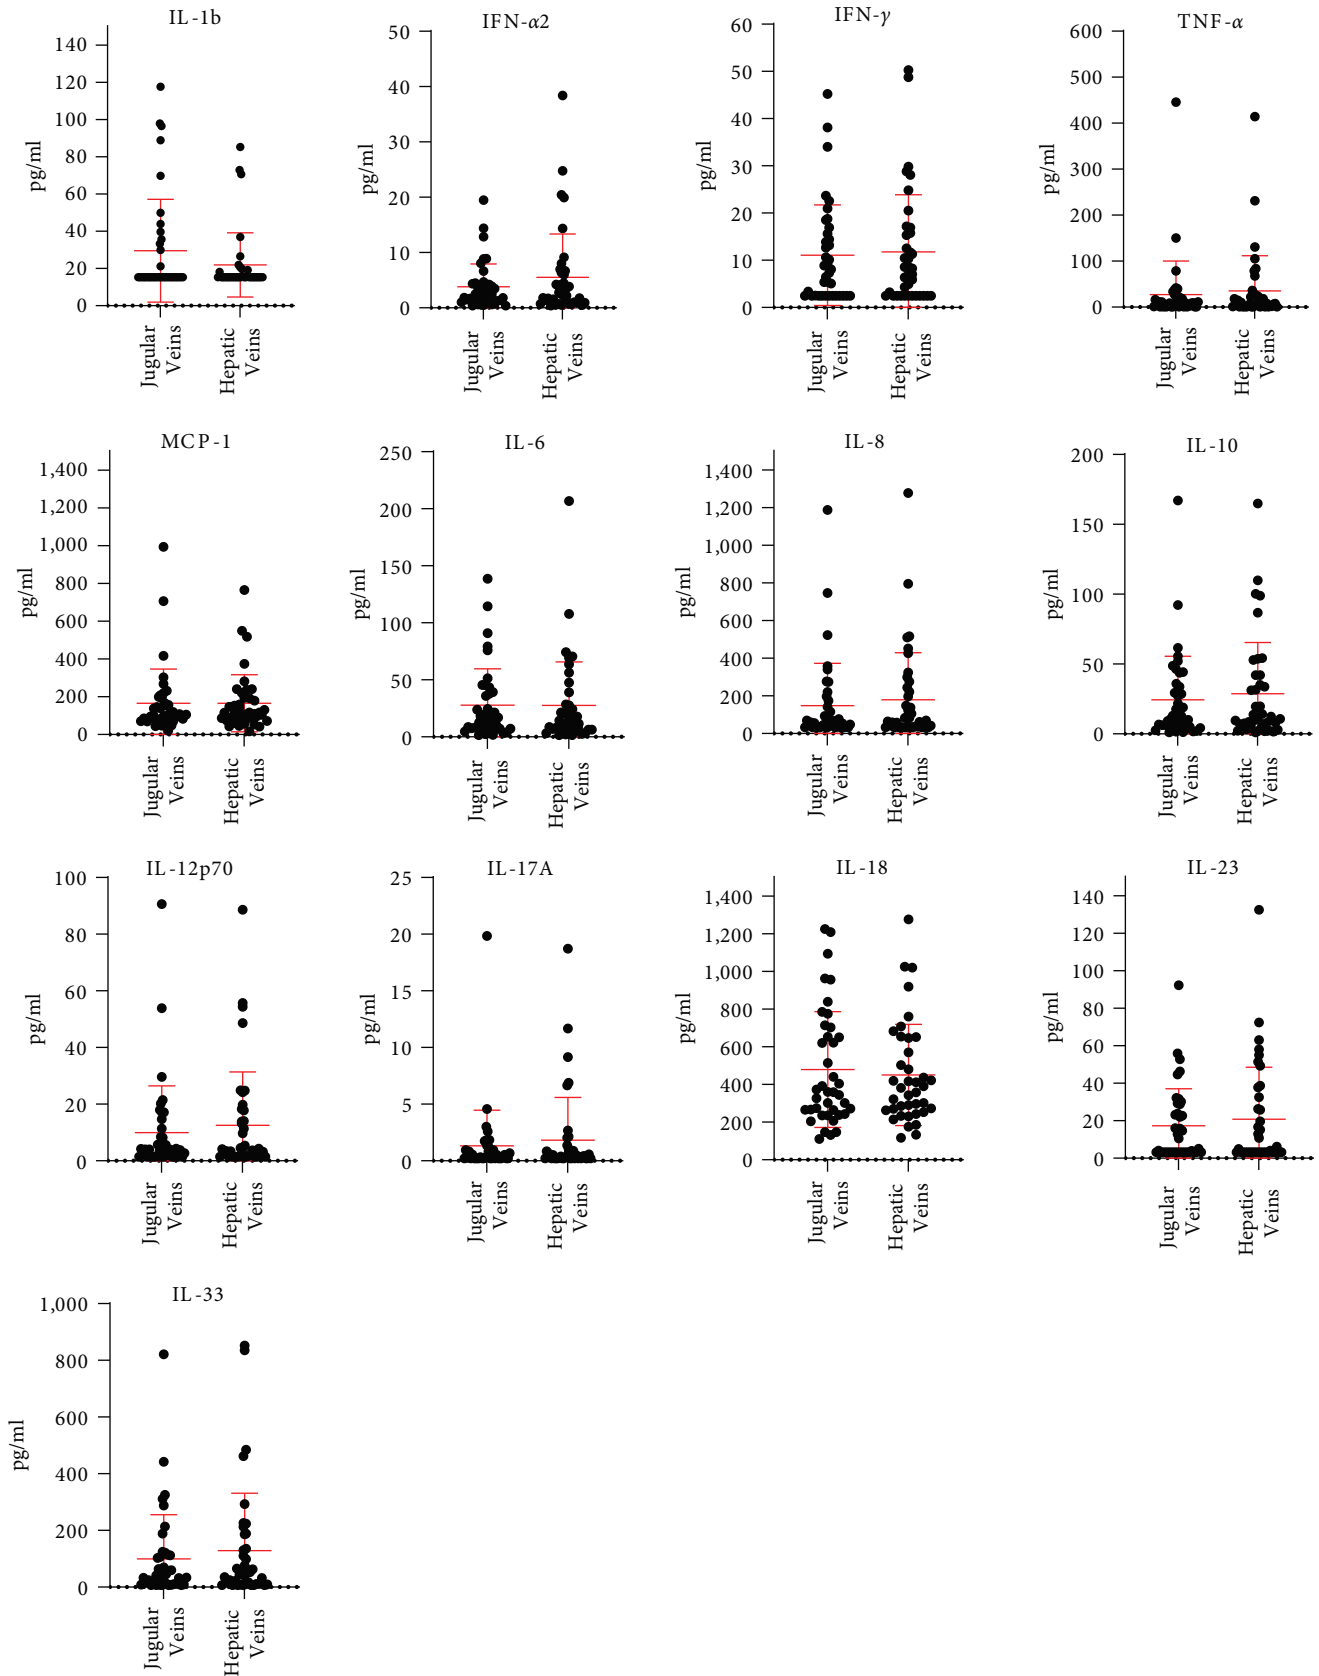 IL-1b
140
120
100
80
60
40
20
0
pg/ml
Jugular
Veins
Hepatic
Veins
IFN-α2
50
40
30
20
10
0
pg/ml
Jugular
Veins
Hepatic
Veins
IFN-γ
60
50
40
30
20
10
0
pg/ml
Jugular
Veins
Hepatic
Veins
TNF-α
600
500
400
300
200
100
0
pg/ml
Jugular
Veins
Hepatic
Veins
MCP-1
1,400
1,200
1,000
800
600
400
200
0
pg/ml
Jugular
Veins
Hepatic
Veins
IL-6
250
200
150
100
50
0
pg/ml
Jugular
Veins
Hepatic
Veins
IL-8
1,400
1,200
1,000
800
600
400
200
0
pg/ml
Jugular
Veins
Hepatic
Veins
IL-10
200
150
100
50
0
pg/ml
Jugular
Veins
Hepatic
Veins
IL-12p70
100
80
60
40
20
0
pg/ml
Jugular
Veins
Hepatic
Veins
IL-17A
25
20
15
10
5
0
pg/ml
Jugular
Veins
Hepatic
Veins
IL-18
1,400
1,200
1,000
800
600
400
200
0
pg/ml
Jugular
Veins
Hepatic
Veins
IL-23
140
120
100
80
60
40
20
0
pg/ml
Jugular
Veins
Hepatic
Veins
IL-33
1,000
800
600
400
200
0
pg/ml
Jugular
Veins
Hepatic
Veins